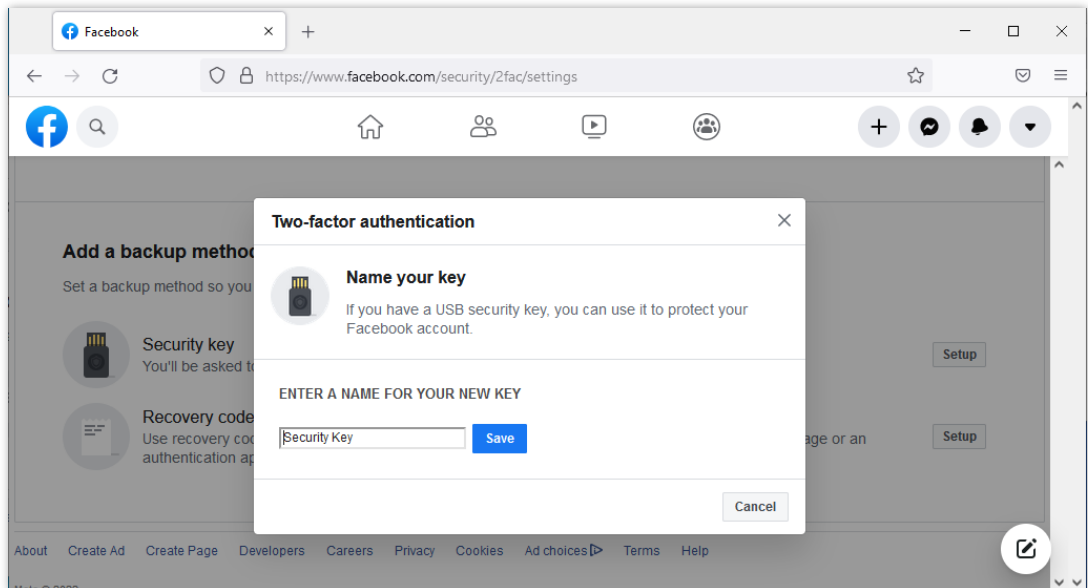 Facebook
https://www.facebook.com/security/2fac/settings
Two-factor authentication
Add a backup method
Name your key
Set a backup method so you
If you have a USB security key, you can use it to protect your
Facebook account.
Security key
Setup
You'll be asked to
ENTER A NAME FOR YOUR NEW KEY
Recovery code
Security Key
Save
Use recovery
age or an
Setup
authentication
Cancel
About Create Ad Create Page Developers Careers Privacy Cookies Ad choices Terms Help